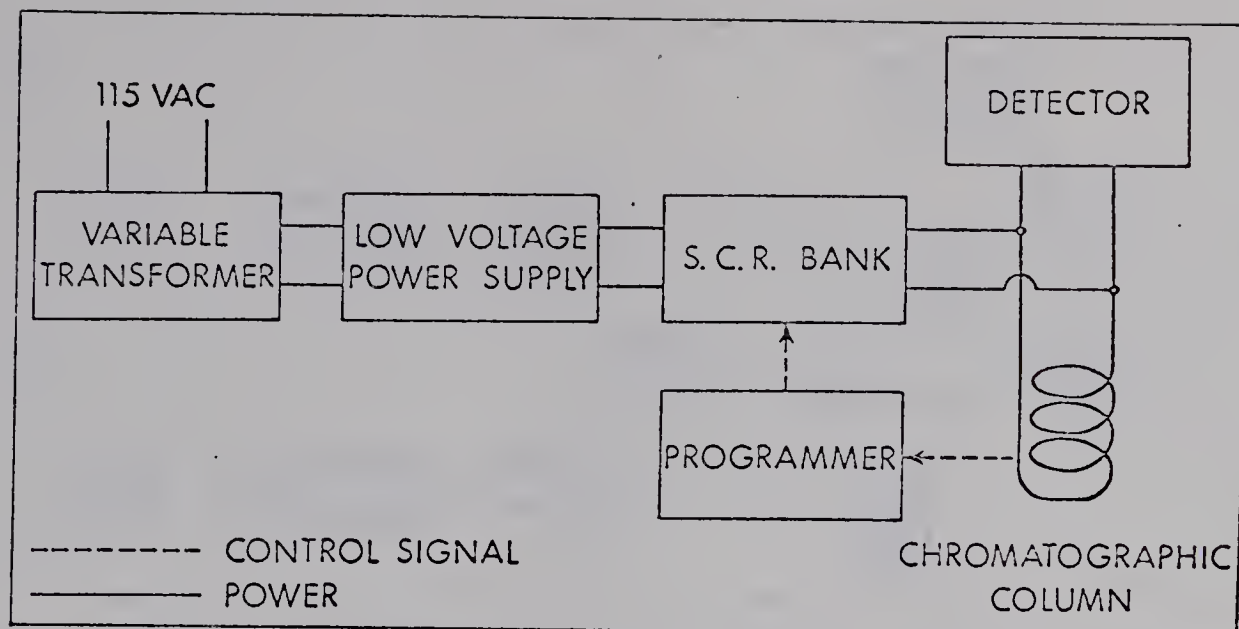 115 VAC
DETECTOR
VARIABLE
TRANSFORMER
LOW VOLTAGE
POWER SUPPLY
S. C. R. BANK
PROGRAMMER
CONTROL SIGNAL
POWER
CHROMATOGRAPHIC
COLUMN